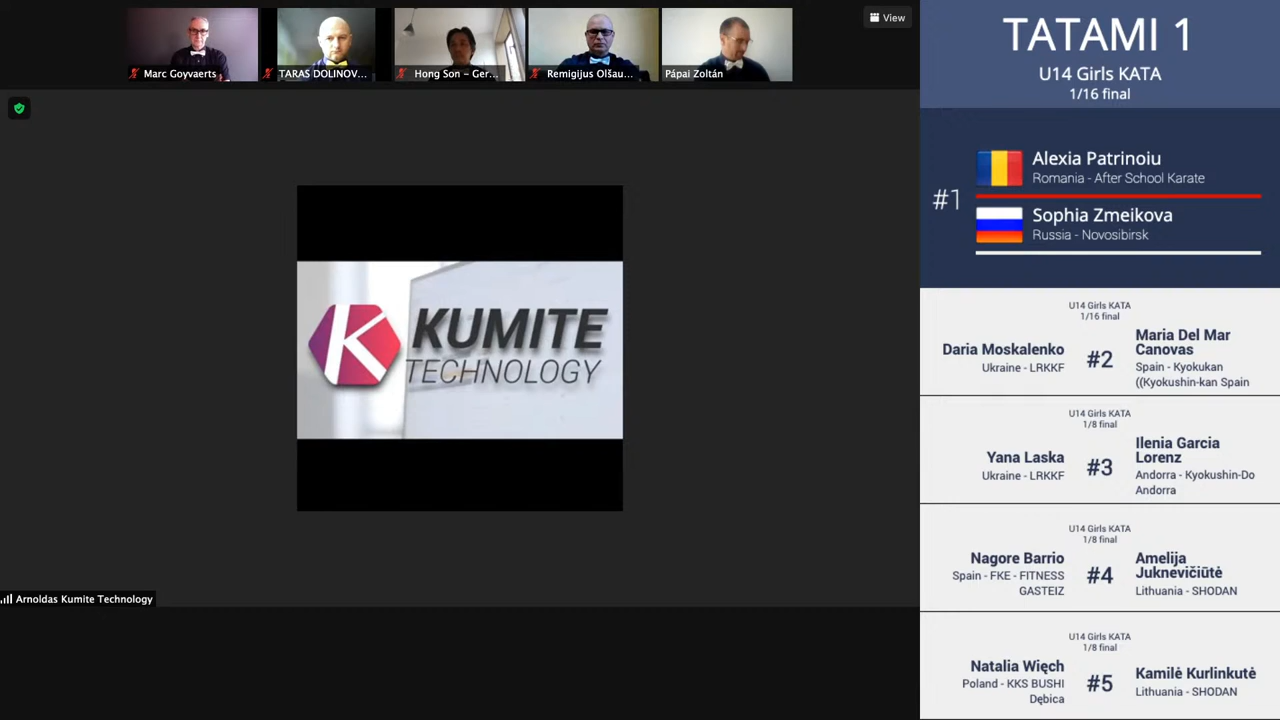 Marc Goyvaerts
TARAS DOLINOV...
Hong Son – Ger...
Remigijus Olšau...
Pápai Zoltán
View
KUMITE
TECHNOLOGY
Arnoldas Kumite Technology
TATAMI 1
U14 Girls KATA
1/16 final
#1
Alexia Patrinoiu
Romania - After School Karate
Sophia Zmeikova
Russia - Novosibirsk
U14 Girls KATA
1/16 final
Daria Moskalenko
Ukraine - LRKKF
#2
Maria Del Mar
Canovas
Spain - Kyokukan
((Kyokushin-kan Spain
U14 Girls KATA
1/8 final
Yana Laska
Ukraine - LRKKF
#3
Ilenia Garcia
Lorenz
Andorra - Kyokushin-Do
Andorra
U14 Girls KATA
1/8 final
Nagore Barrio
Spain - FKE - FITNESS
GASTEIZ
#4
Amelija
Juknevičiūtė
Lithuania - SHODAN
U14 Girls KATA
1/8 final
Natalia Więch
Poland - KKS BUSHI
Dębica
#5
Kamilė Kurlinkutė
Lithuania - SHODAN